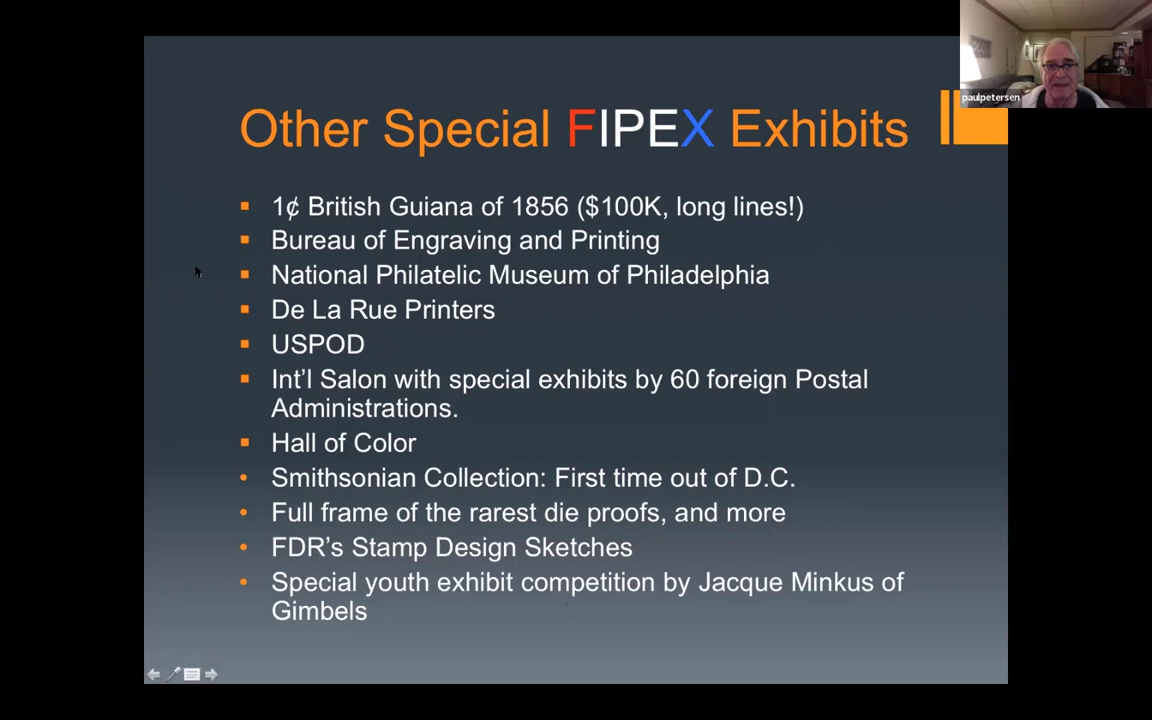 paulpetersen
Other Special FIPEX Exhibits
1¢ British Guiana of 1856 ($100K, long lines!)
Bureau of Engraving and Printing
National Philatelic Museum of Philadelphia
De La Rue Printers
USPOD
Int’l Salon with special exhibits by 60 foreign Postal
Administrations.
Hall of Color
Smithsonian Collection: First time out of D.C.
Full frame of the rarest die proofs, and more
FDR’s Stamp Design Sketches
Special youth exhibit competition by Jacque Minkus of
Gimbels